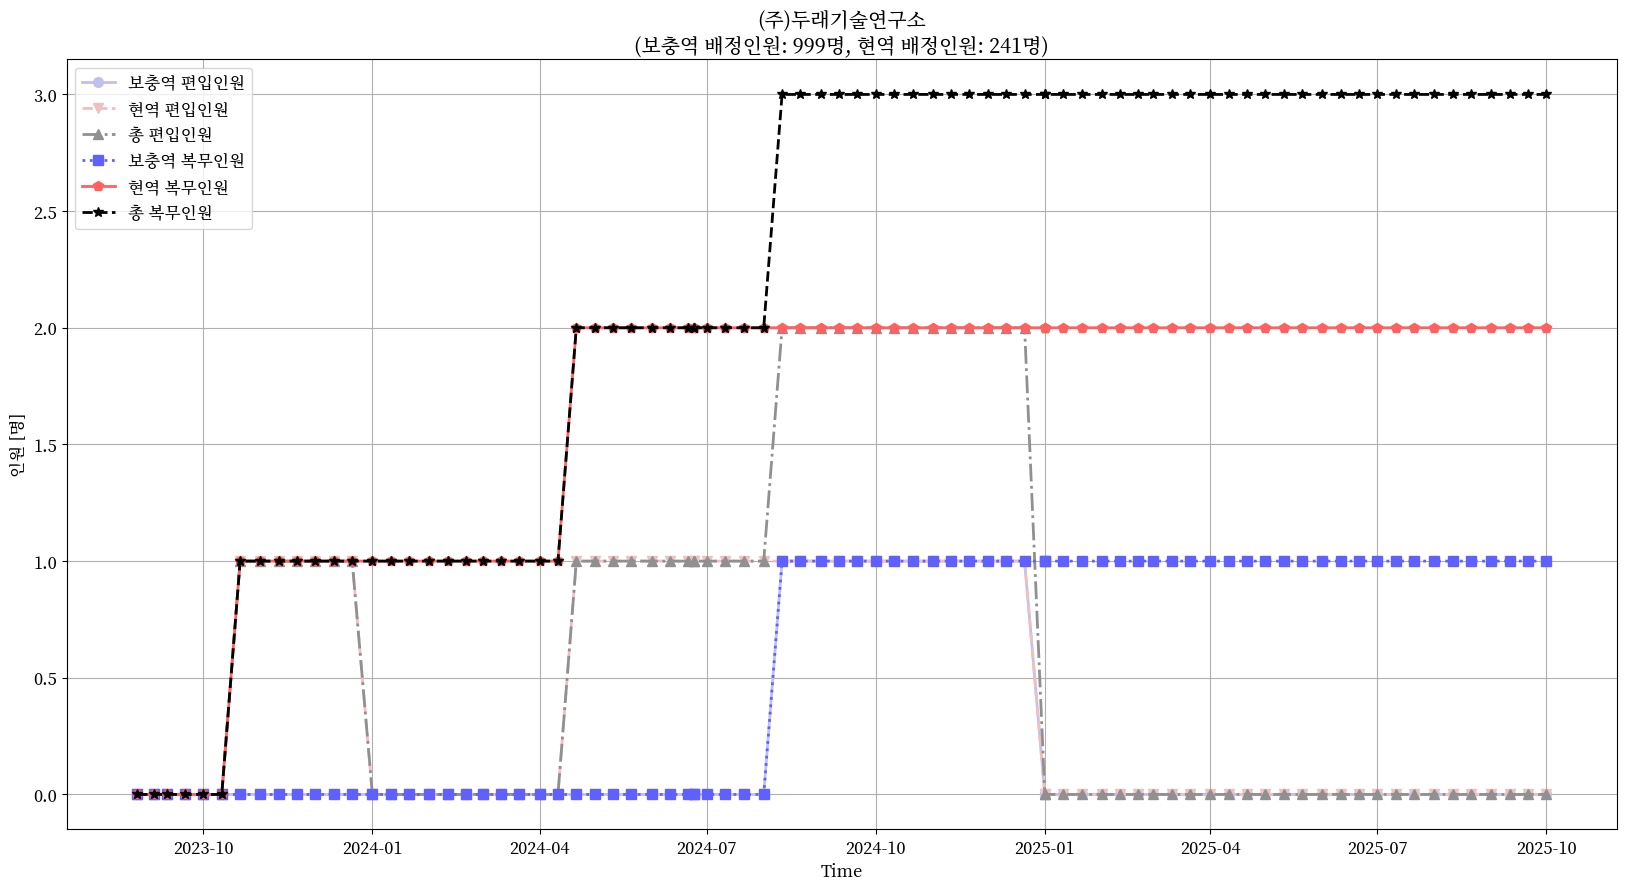 (주)두래기술연구소
(보충역 배정인원: 999명, 현역 배정인원: 241명)
보충역 편입인원
현역 편입인원
총 편입인원
보충역 복무인원
현역 복무인원
총 복무인원
3.0
2.5
2.0
1.5
1.0
0.5
0.0
인원 [명]
2023-10
2024-01
2024-04
2024-07
2024-10
2025-01
2025-04
2025-07
2025-10
Time